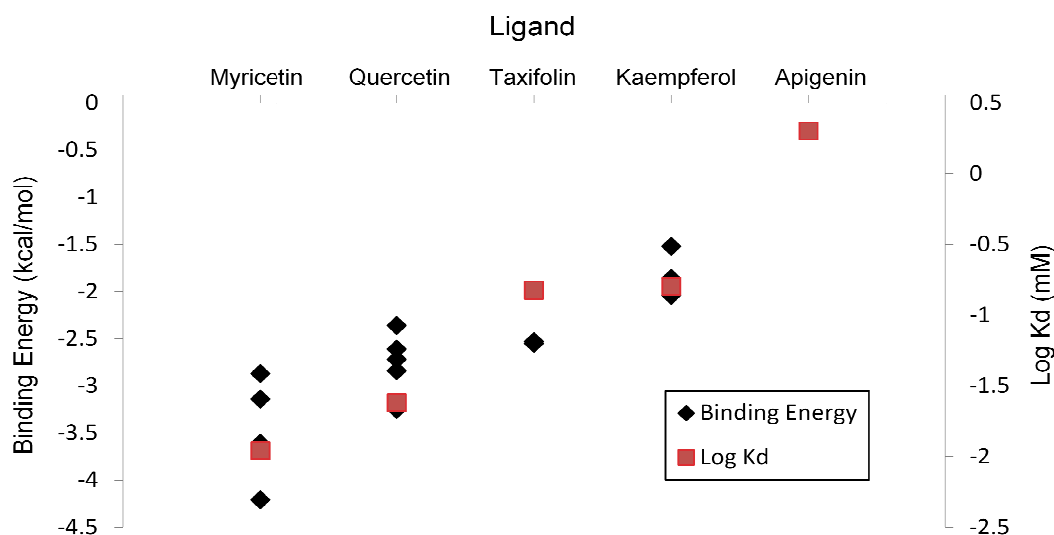 Ligand
Myricetin Quercetin Taxifolin Kaempferol Apigenin
0 0.5
-0.5 0
-1
-1.5 -0.5
-2 -1
-2.5
-3 -1.5
-3.5
-4 -2
-4.5 -2.5
Binding Energy (kcal/mol)
Log Kd (mM)
Binding Energy
Log Kd